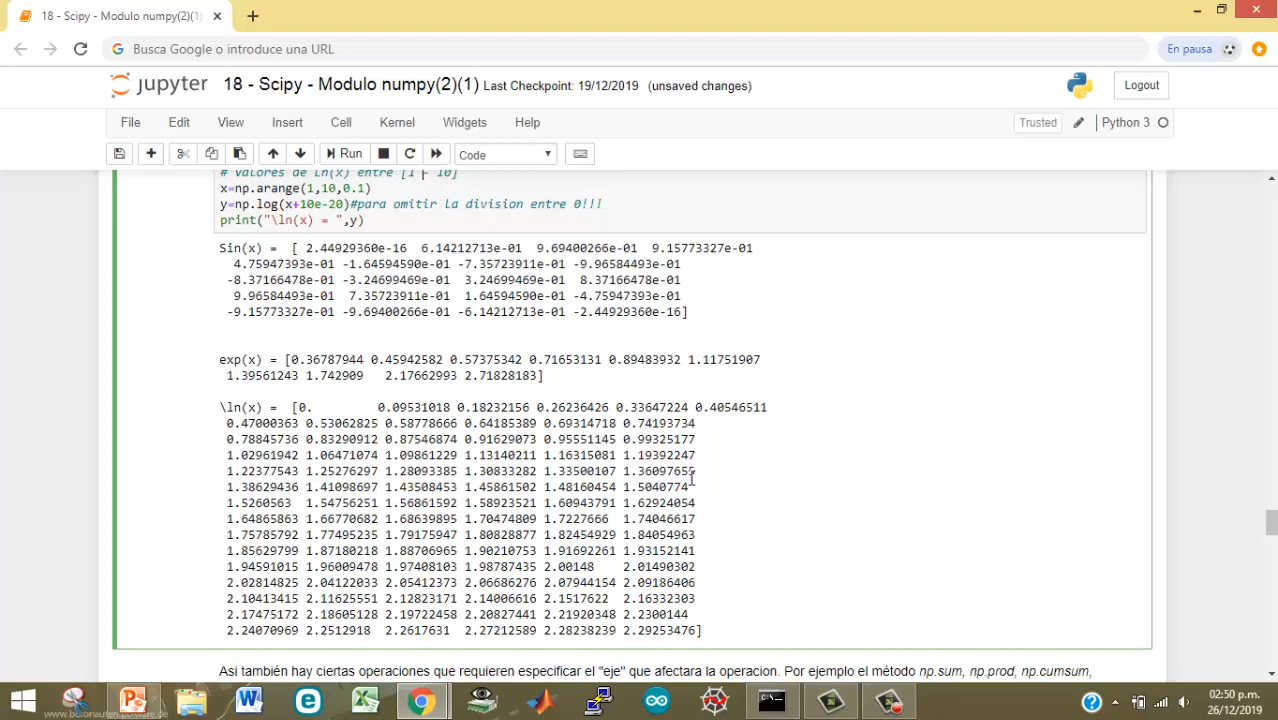 18 - Scipy - Modulo numpy(2)(1)
Busca Google o introduce una URL
En pausa
jupyter 18 - Scipy - Modulo numpy(2)(1) Last Checkpoint: 19/12/2019 (unsaved changes)
Logout
File Edit View Insert Cell Kernel Widgets Help
Trusted
Python 3
Run
Code
# valores de ln(x) entre [1 - 10]
x=np.arange(1,10,0.1)
y=np.log(x+10e-20)#para omitir la division entre 0!!!
print("\ln(x) = ",y)
Sin(x) = [ 2.44929360e-16 6.14212713e-01 9.69400266e-01 9.15773327e-01
4.75947393e-01 -1.64594590e-01 -7.35723911e-01 -9.96584493e-01
-8.37166478e-01 -3.24699469e-01 3.24699469e-01 8.37166478e-01
9.96584493e-01 7.35723911e-01 1.64594590e-01 -4.75947393e-01
-9.15773327e-01 -9.69400266e-01 -6.14212713e-01 -2.44929360e-16]
exp(x) = [0.36787944 0.45942582 0.57375342 0.71653131 0.89483932 1.11751907
1.39561243 1.742909 2.17662993 2.71828183]
\ln(x) = [0. 0.09531018 0.18232156 0.26236426 0.33647224 0.40546511
0.47000363 0.53062825 0.58778666 0.64185389 0.69314718 0.74193734
0.78845736 0.83290912 0.87546874 0.91629073 0.95551145 0.99325177
1.02961942 1.06471074 1.09861229 1.13140211 1.16315081 1.19392247
1.22377543 1.25276297 1.28093385 1.30833282 1.33500107 1.36097655
1.38629436 1.41098697 1.43508453 1.45861502 1.48160454 1.5040774
1.5260563 1.54756251 1.56861592 1.58923521 1.60943791 1.62924054
1.64865863 1.66770682 1.68639895 1.70474809 1.7227666 1.74046617
1.75785792 1.77495235 1.79175947 1.80828877 1.82454929 1.84054963
1.85629799 1.87180218 1.88706965 1.90210753 1.91692261 1.93152141
1.94591015 1.96009478 1.97408103 1.98787435 2.00148 2.01490302
2.02814825 2.04122033 2.05412373 2.06686276 2.07944154 2.09186406
2.10413415 2.11625551 2.12823171 2.14006616 2.1517622 2.16332303
2.17475172 2.18605128 2.19722458 2.20827441 2.21920348 2.2300144
2.24070969 2.2512918 2.2617631 2.27212589 2.28238239 2.29253476]
Asi también hay ciertas operaciones que requieren especificar el "eje" que afectara la operacion. Por ejemplo el método np.sum, np.prod, np.cumsum,
02:50 p.m.
26/12/2019